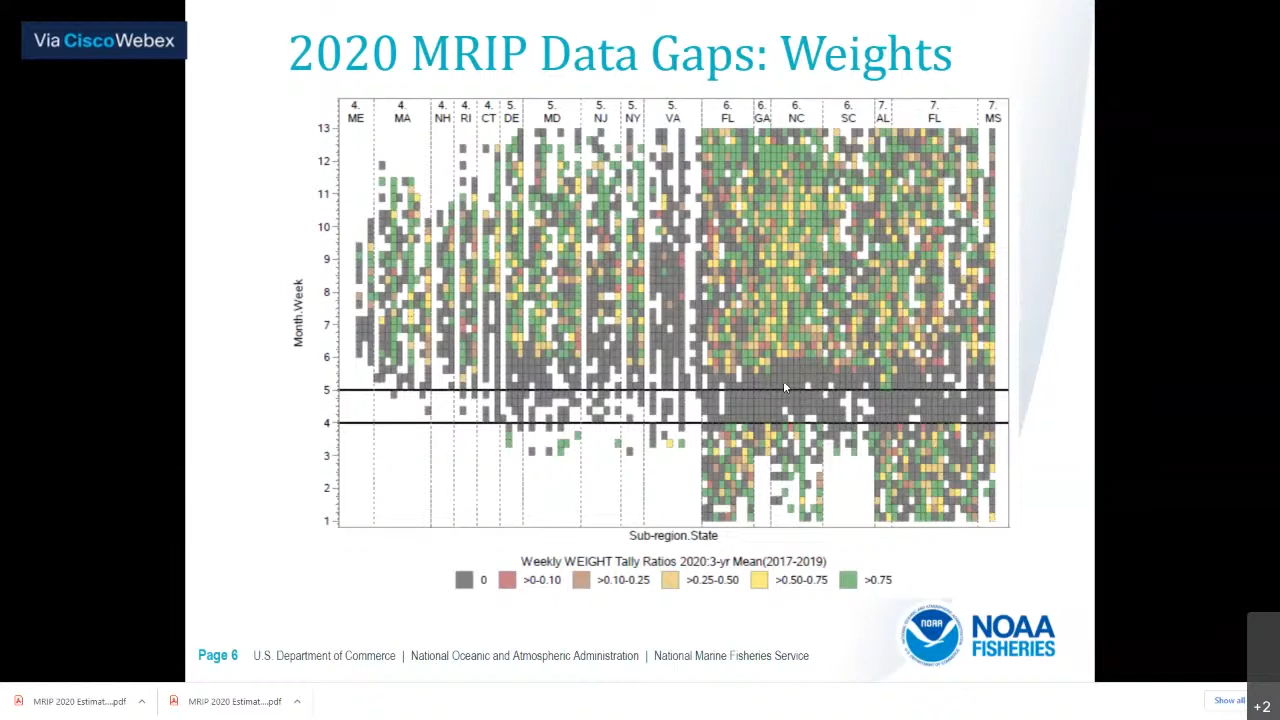 Via CiscoWebex
2020 MRIP Data Gaps: Weights
4. 4. 4. 4. 4. 5. 5. 5. 5. 5. 6. 6. 6. 6. 7. 7. 7.
ME MA NH RI CT DE MD NJ NY VA FL GA NC SC AL FL MS
13
12
11
10
9
8
7
6
5
4
3
2
1
Month.Week
Sub-region.State
Weekly WEIGHT Tally Ratios 2020:3-yr Mean(2017-2019)
0 >0-0.10 >0.10-0.25 >0.25-0.50 >0.50-0.75 >0.75
NOAA
NOAA
FISHERIES
Page 6 U.S. Department of Commerce | National Oceanic and Atmospheric Administration | National Marine Fisheries Service
MRIP 2020 Estimat....pdf MRIP 2020 Estimat....pdf Show all
+2